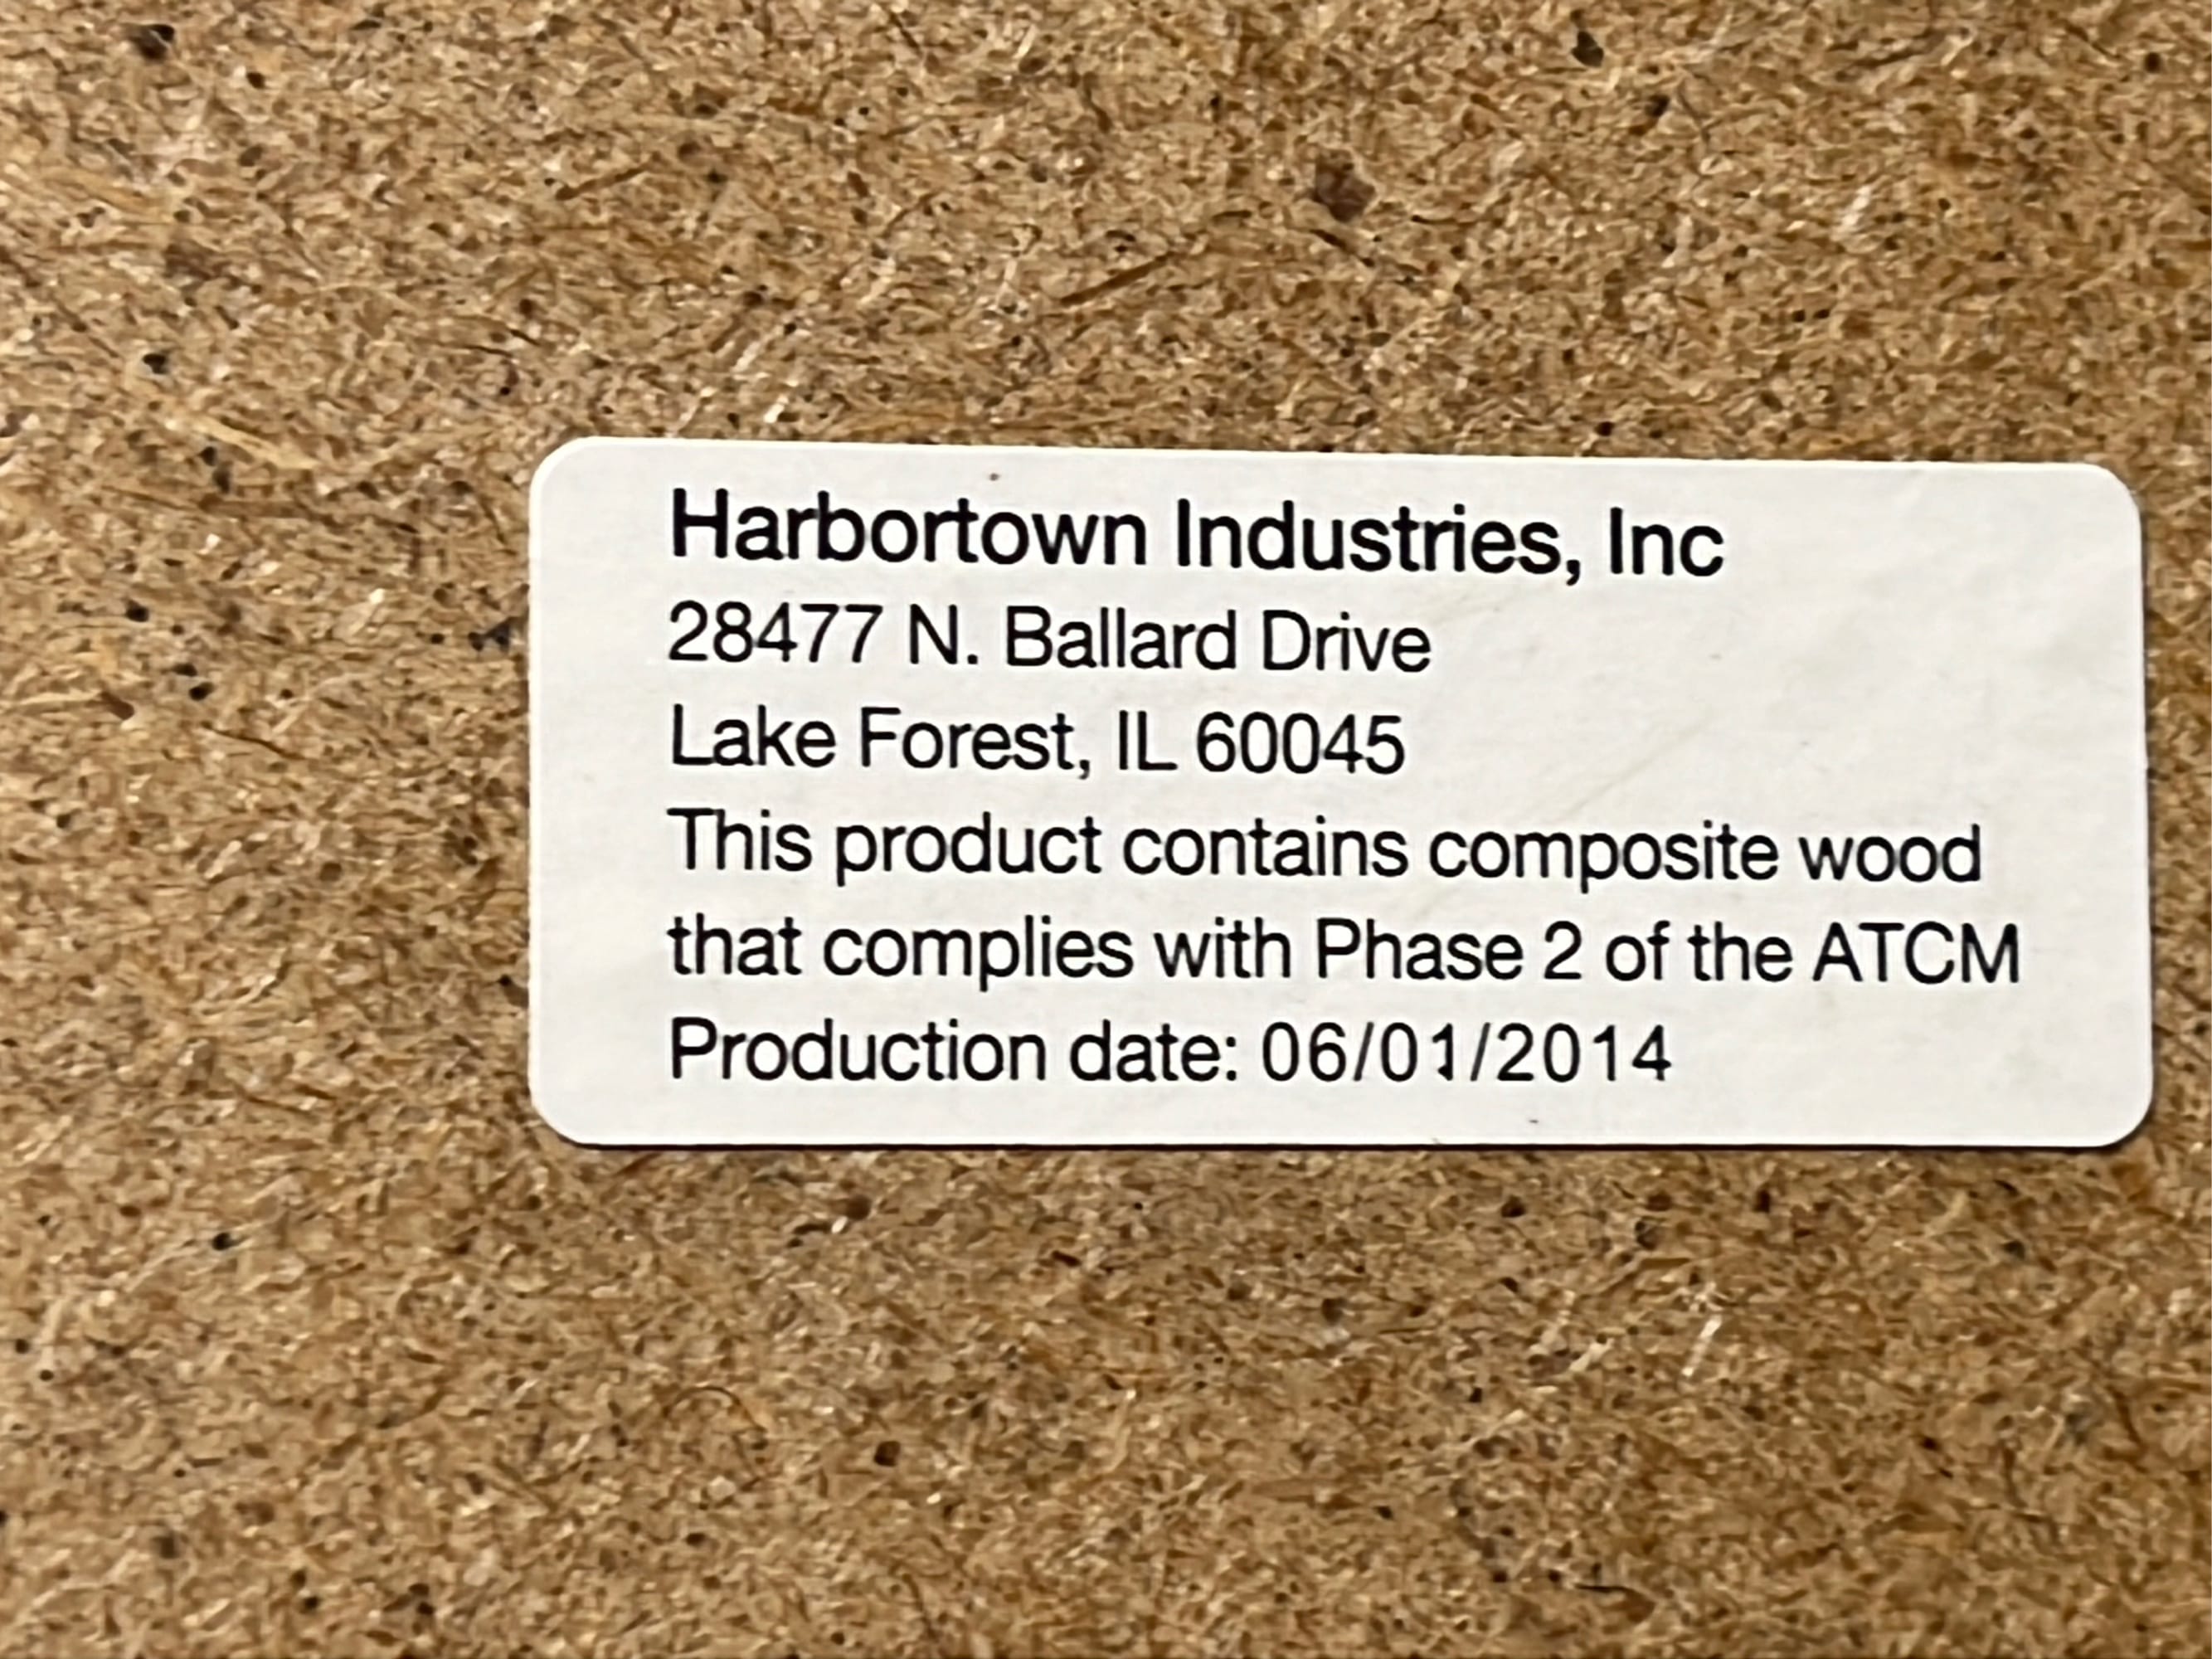 Harbortown Industries, Inc
28477 N. Ballard Drive
Lake Forest, IL 60045
This product contains composite wood
that complies with Phase 2 of the ATCM
Production date: 06/01/2014